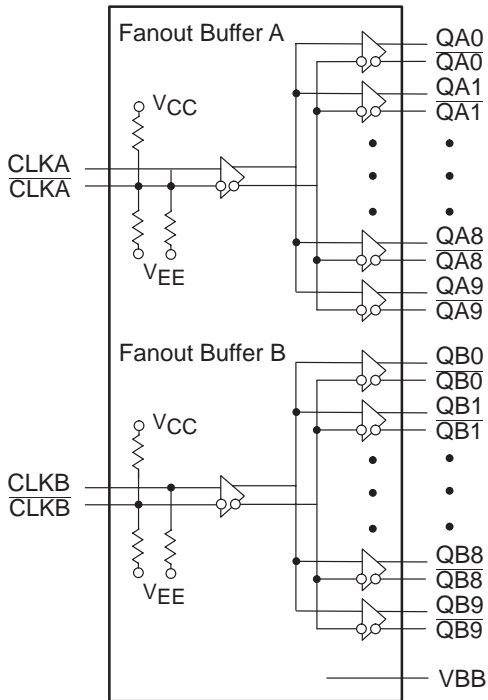 Fanout Buffer A
VCC
CLKA
CLKA
VEE
QA0
QA0
QA1
QA1
QA8
QA8
QA9
QA9
Fanout Buffer B
VCC
CLKB
CLKB
VEE
QB0
QB0
QB1
QB1
QB8
QB8
QB9
QB9
VBB